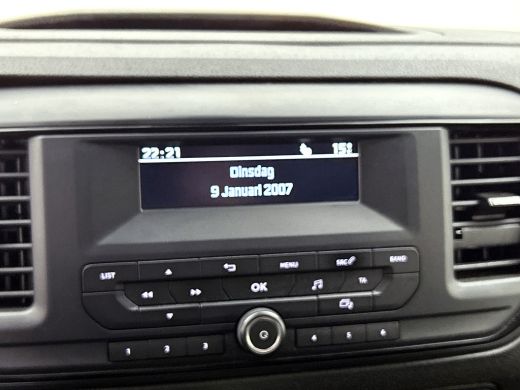 22:21 15°
Dinsdag
9 Januari 2007
LIST MENU SRC BAND
OK TA
1 2 3 4 5 6